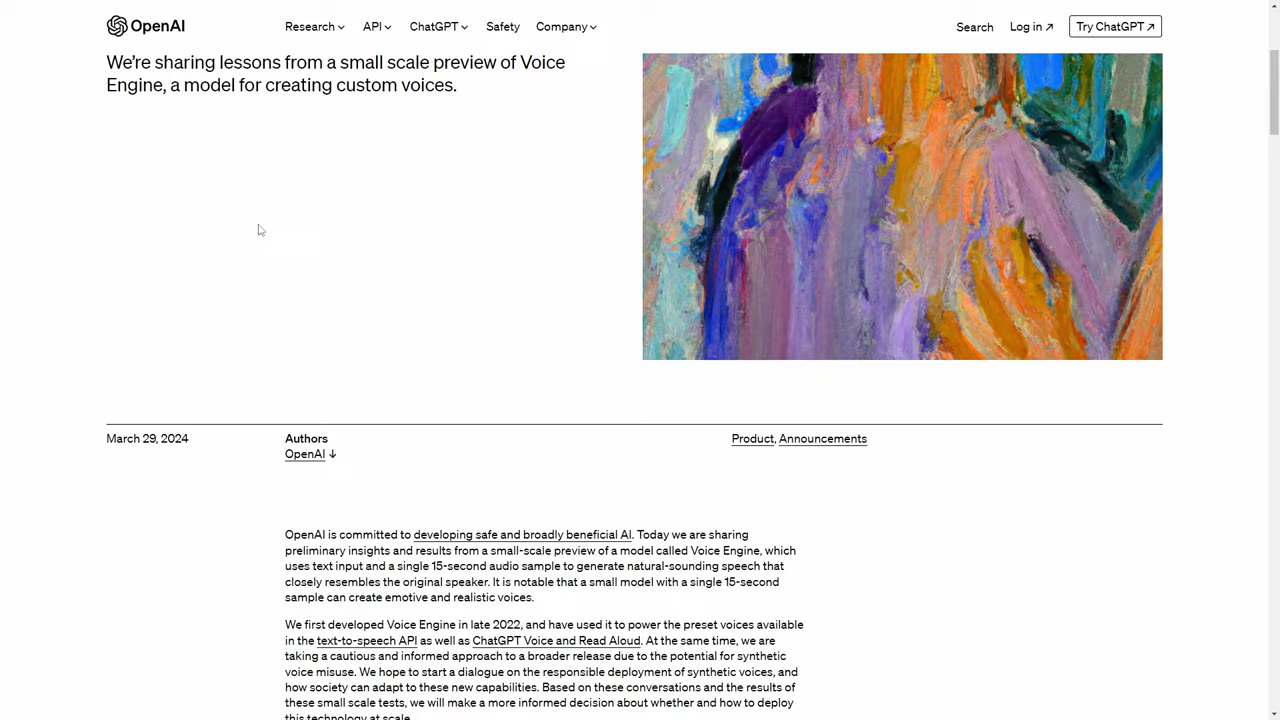 OpenAI
Research API ChatGPT Safety Company
Search Log in ↗ Try ChatGPT ↗
We’re sharing lessons from a small scale preview of Voice
Engine, a model for creating custom voices.
March 29, 2024
Authors
OpenAI ↓
Product, Announcements
OpenAI is committed to developing safe and broadly beneficial AI. Today we are sharing
preliminary insights and results from a small-scale preview of a model called Voice Engine, which
uses text input and a single 15-second audio sample to generate natural-sounding speech that
closely resembles the original speaker. It is notable that a small model with a single 15-second
sample can create emotive and realistic voices.
We first developed Voice Engine in late 2022, and have used it to power the preset voices available
in the text-to-speech API as well as ChatGPT Voice and Read Aloud. At the same time, we are
taking a cautious and informed approach to a broader release due to the potential for synthetic
voice misuse. We hope to start a dialogue on the responsible deployment of synthetic voices, and
how society can adapt to these new capabilities. Based on these conversations and the results of
these small scale tests, we will make a more informed decision about whether and how to deploy
this technology at scale.